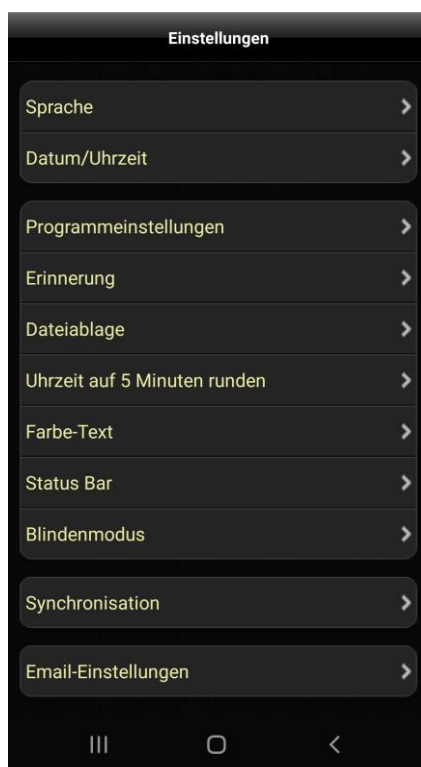 Einstellungen
Sprache
Datum/Uhrzeit
Programmeinstellungen
Erinnerung
Dateiablage
Uhrzeit auf 5 Minuten runden
Farbe-Text
Status Bar
Blindenmodus
Synchronisation
Email-Einstellungen